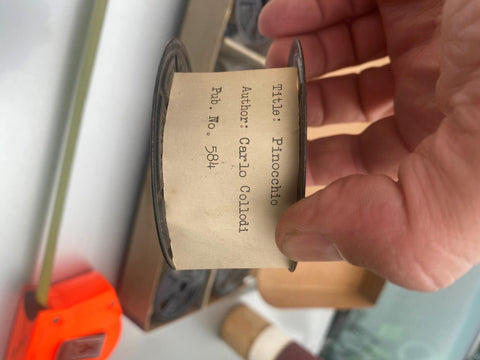 Title: Pinocchio
Author: Carlo Collodi
Pub. No. 584